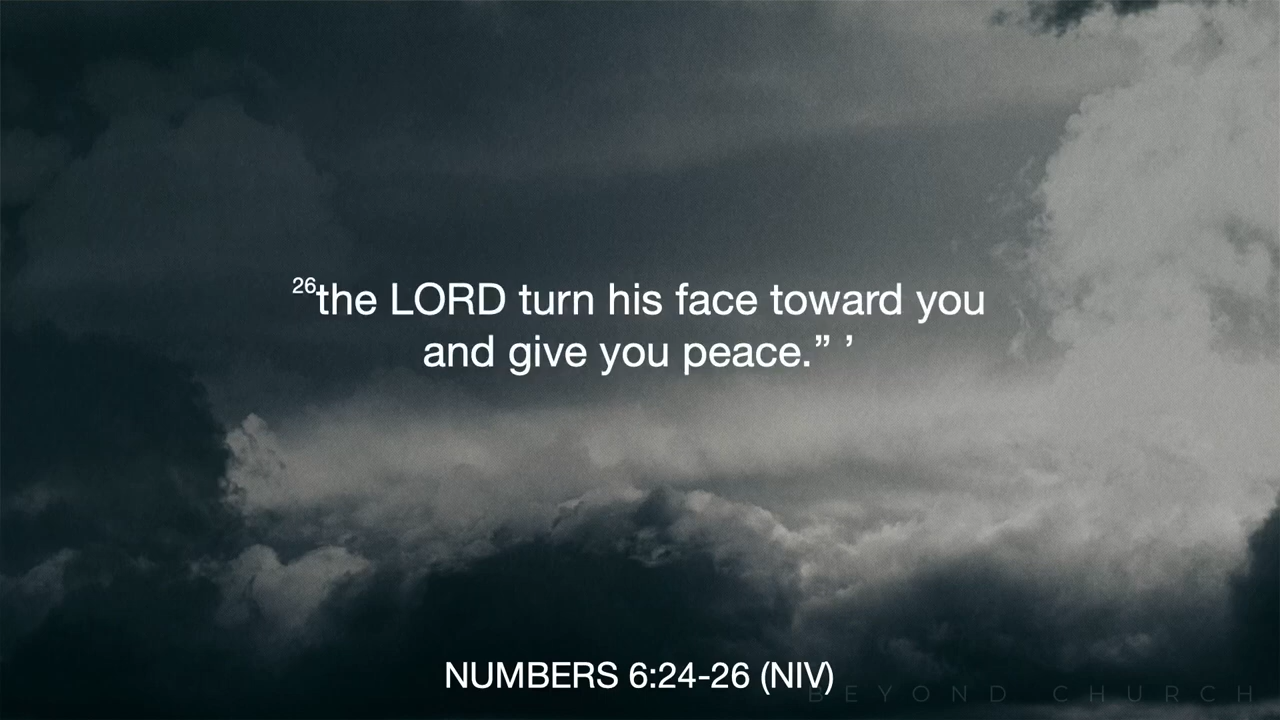 26the LORD turn his face toward you
and give you peace.” ’
NUMBERS 6:24-26 (NIV)
BEYOND CHURCH